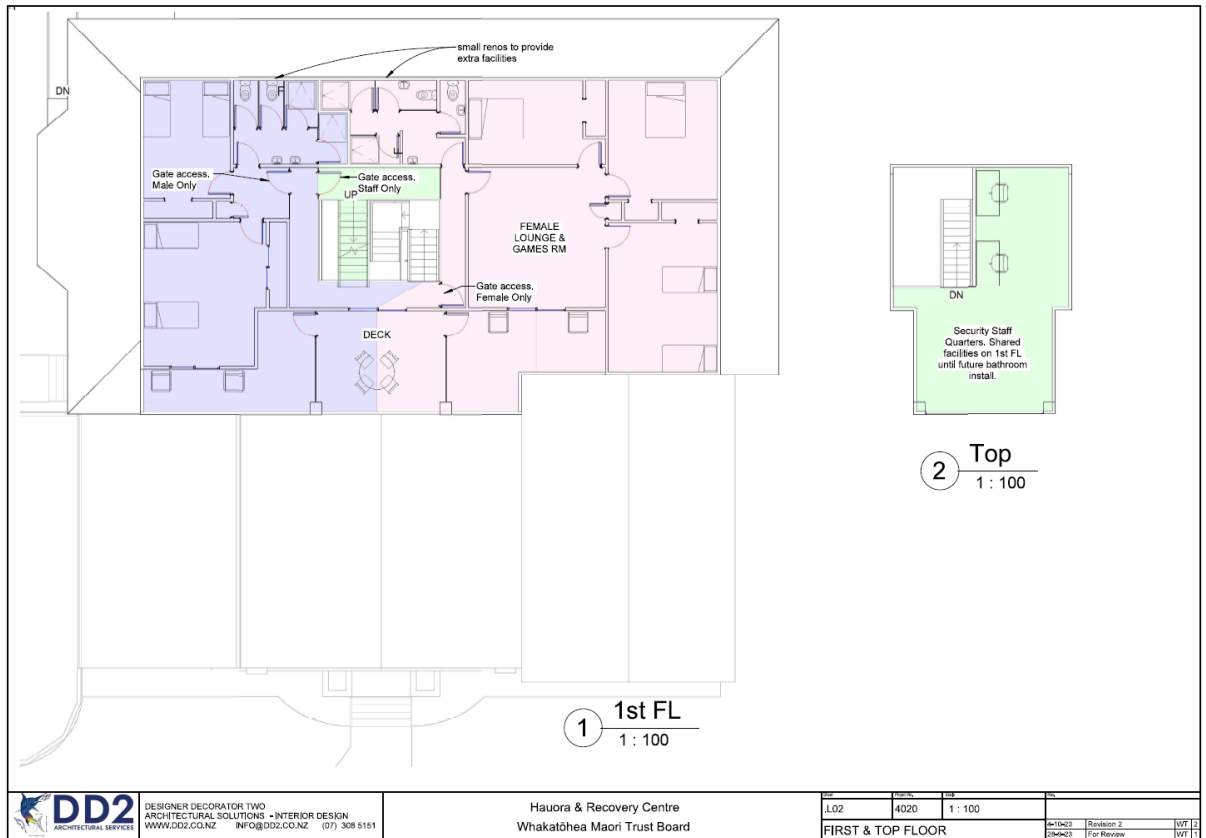 small renos to provide
extra facilities
DN
F
Gate access.
Male Only
Gate access.
Staff Only
UP
FEMALE
LOUNGE &
GAMES RM
Gate access.
Female Only
DECK
DN
Security Staff
Quarters. Shared
facilities on 1st FL
until future bathroom
install.
2 Top
1 : 100
1 1st FL
1 : 100
DD2
ARCHITECTURAL SERVICES
DESIGNER DECORATOR TWO
ARCHITECTURAL SOLUTIONS - INTERIOR DESIGN
WWW.DD2.CO.NZ INFO@DD2.CO.NZ (07) 308 5151
Hauora & Recovery Centre
Whakatōhea Maori Trust Board
Sheet Project No. Scale
.L02 4020 1 : 100
FIRST & TOP FLOOR
4-10-23 Revision 2 WT 2
28-9-23 For Review WT 1